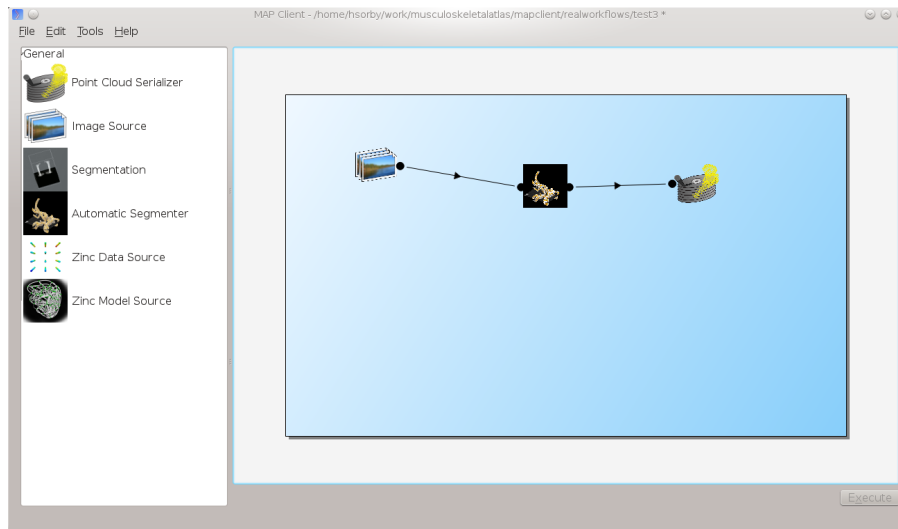 MAP Client - /home/hsorby/work/musculoskeletalatlas/mapclient/realworkflows/test3 *
File Edit Tools Help
General
Point Cloud Serializer
Image Source
Segmentation
Automatic Segmenter
Zinc Data Source
Zinc Model Source
Execute